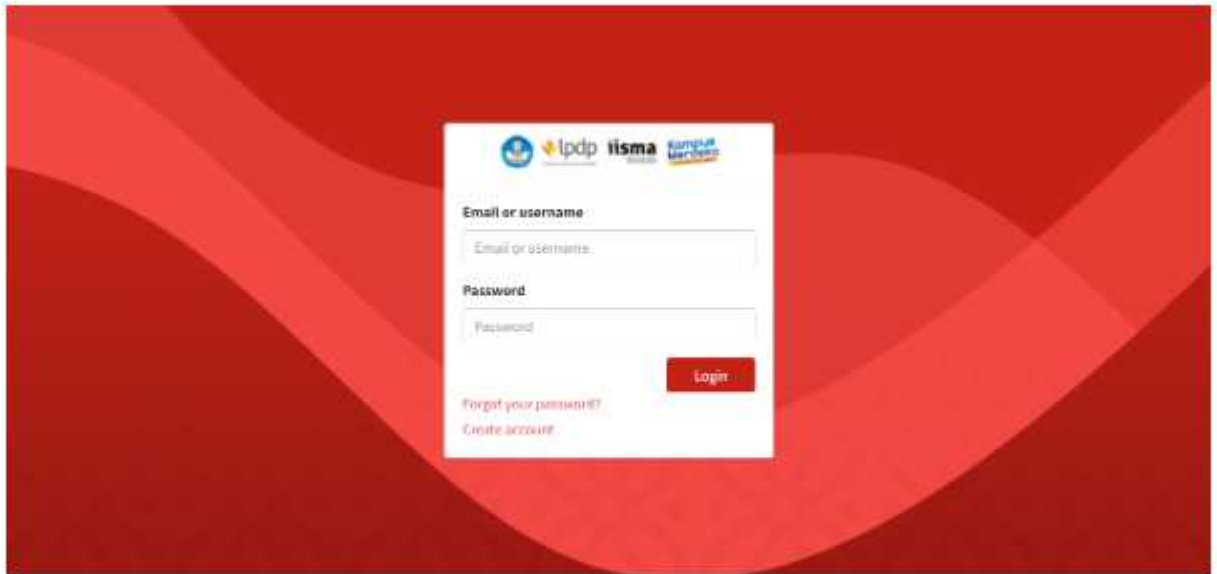 lpdp iisma Kampus Merdeka
Email or username
Email or username
Password
Password
Login
Forgot your password?
Create account